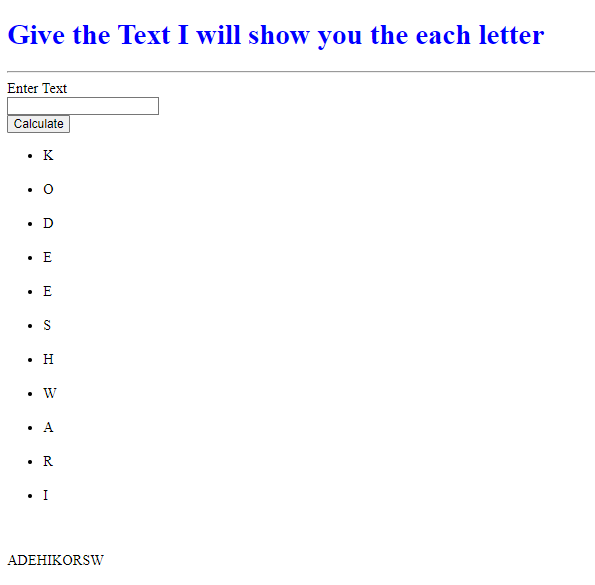 Give the Text I will show you the each letter
Enter Text
Calculate
K
O
D
E
E
S
H
W
A
R
I
ADEHIKORSW